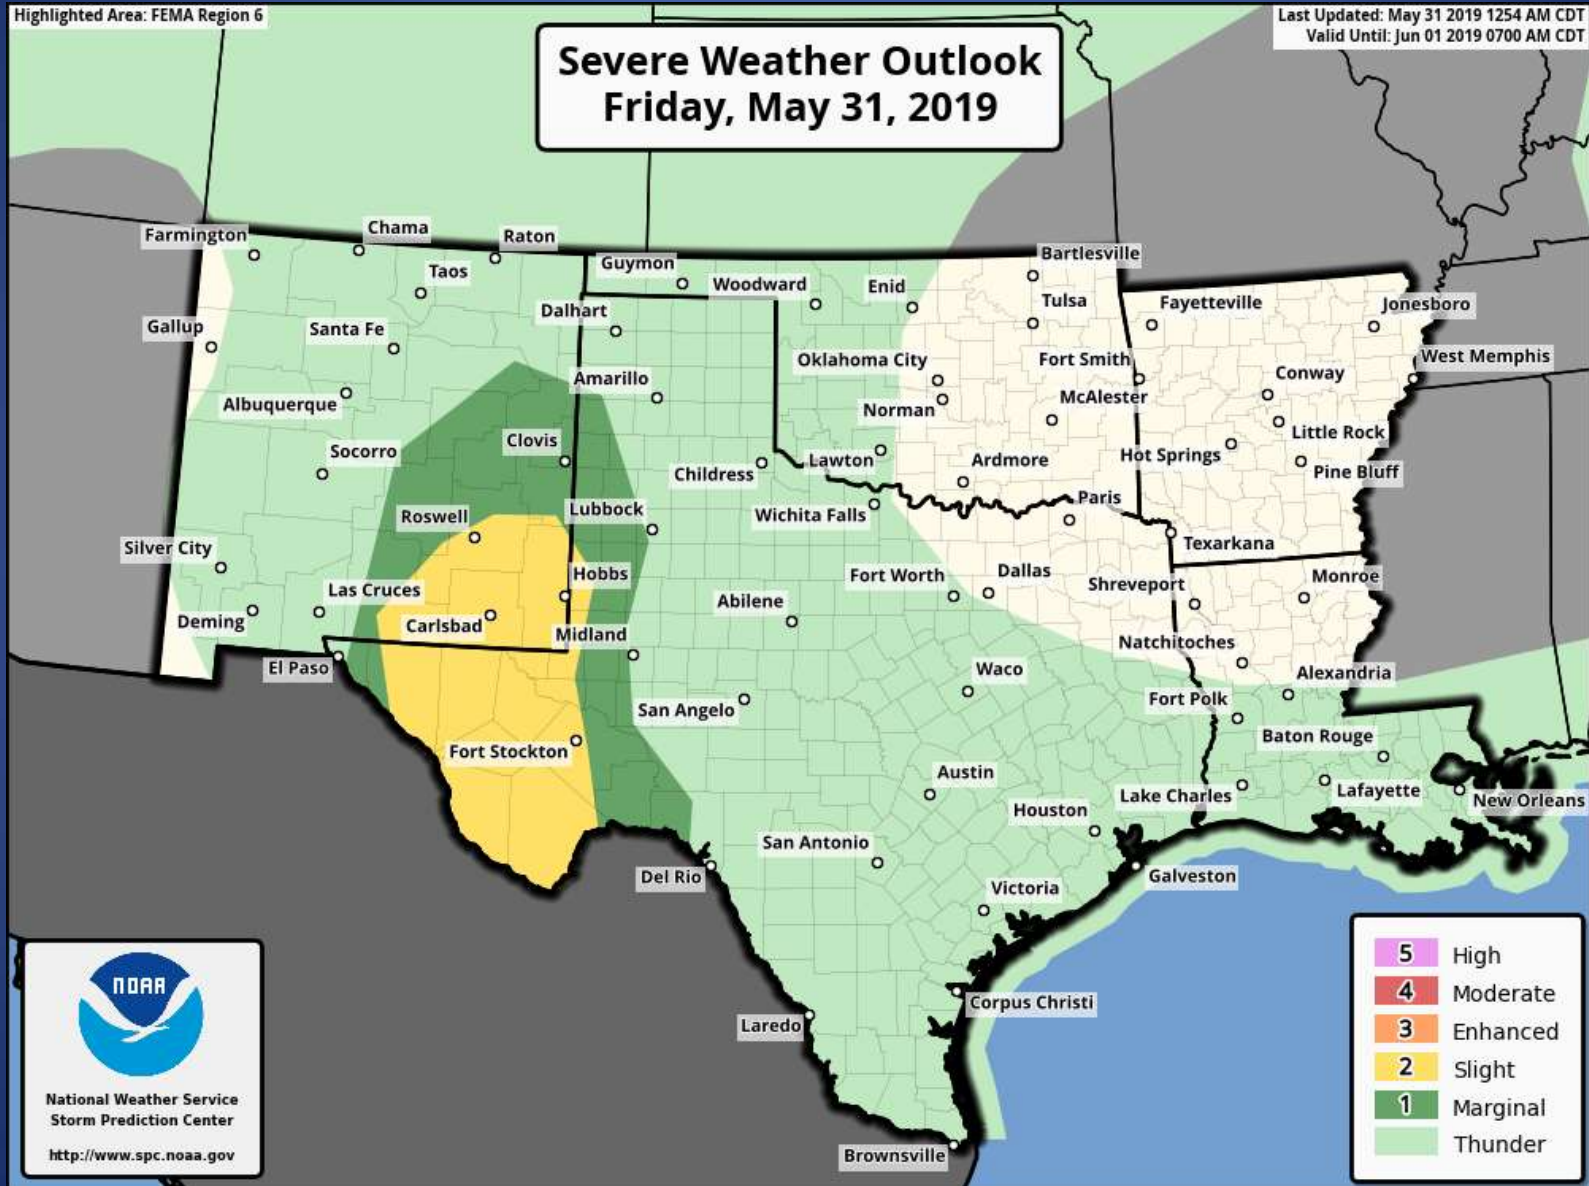 Highlighted Area: FEMA Region 6
Last Updated: May 31 2019 1254 AM CDT
Valid Until: Jun 01 2019 0700 AM CDT
Severe Weather Outlook
Friday, May 31, 2019
Farmington
Chama
Raton
Taos
Guymon
Woodward
Enid
Bartlesville
Tulsa
Fayetteville
Jonesboro
Gallup
Santa Fe
Dalhart
Oklahoma City
Fort Smith
Conway
West Memphis
Albuquerque
Amarillo
Norman
McAlester
Little Rock
Socorro
Clovis
Childress
Lawton
Ardmore
Hot Springs
Pine Bluff
Roswell
Lubbock
Wichita Falls
Paris
Texarkana
Silver City
Las Cruces
Hobbs
Fort Worth
Dallas
Shreveport
Monroe
Deming
Carlsbad
Midland
Abilene
Natchitoches
El Paso
San Angelo
Waco
Fort Polk
Alexandria
Fort Stockton
Austin
Baton Rouge
Houston
Lake Charles
Lafayette
New Orleans
San Antonio
Del Rio
Galveston
Victoria
Laredo
Corpus Christi
Brownsville
NOAA
National Weather Service
Storm Prediction Center
http://www.spc.noaa.gov
5 High
4 Moderate
3 Enhanced
2 Slight
1 Marginal
Thunder